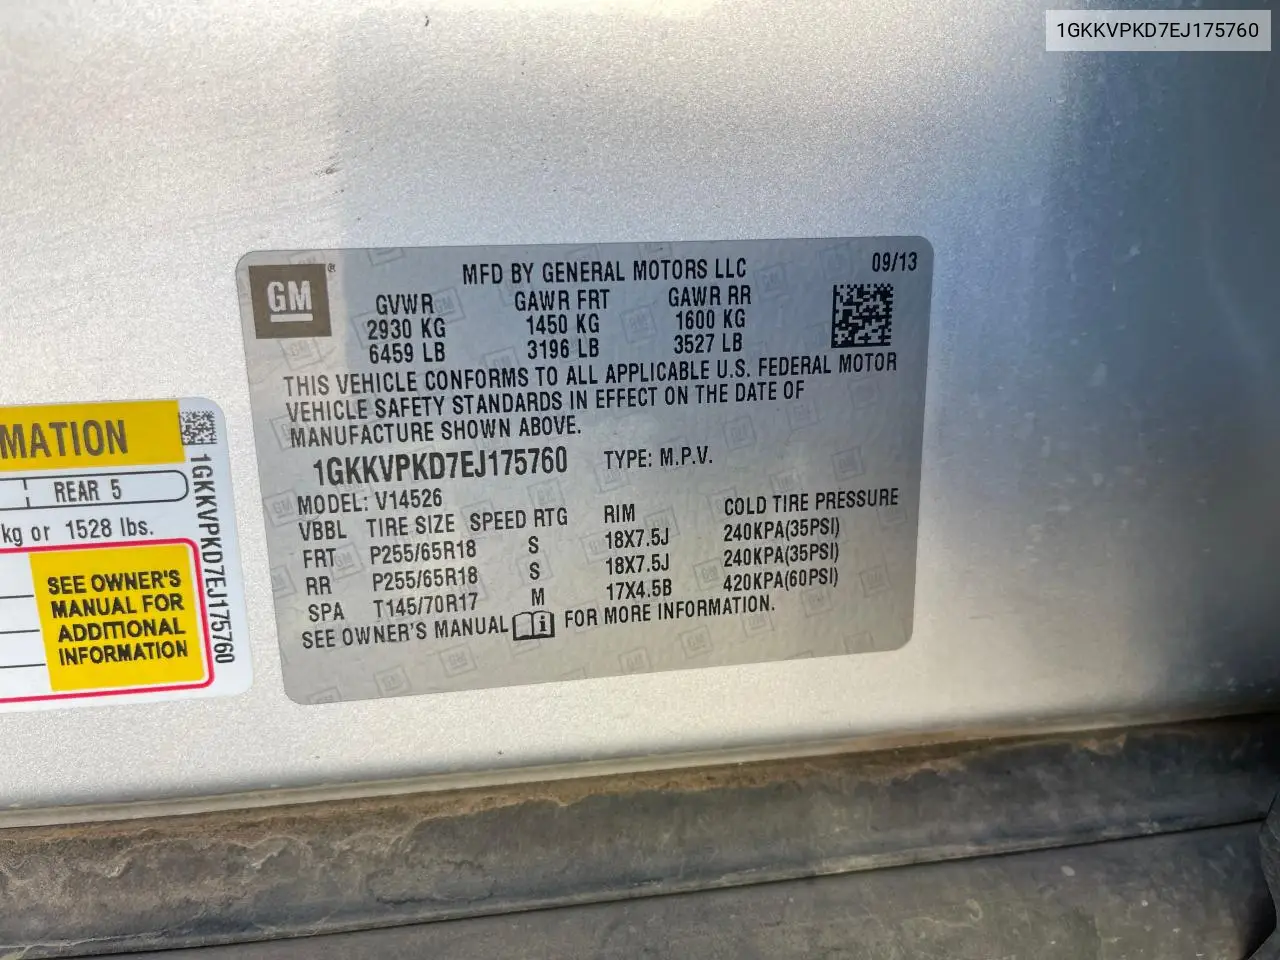 1GKKVPKD7EJ175760
GM ®
MFD BY GENERAL MOTORS LLC 09/13
GVWR GAWR FRT GAWR RR
2930 KG 1450 KG 1600 KG
6459 LB 3196 LB 3527 LB
THIS VEHICLE CONFORMS TO ALL APPLICABLE U.S. FEDERAL MOTOR
VEHICLE SAFETY STANDARDS IN EFFECT ON THE DATE OF
MANUFACTURE SHOWN ABOVE.
1GKKVPKD7EJ175760 TYPE: M.P.V.
MODEL: V14526
VBBL TIRE SIZE SPEED RTG RIM COLD TIRE PRESSURE
FRT P255/65R18 S 18X7.5J 240KPA(35PSI)
RR P255/65R18 S 18X7.5J 240KPA(35PSI)
SPA T145/70R17 M 17X4.5B 420KPA(60PSI)
SEE OWNER'S MANUAL i FOR MORE INFORMATION.
MATION
REAR 5
kg or 1528 lbs.
SEE OWNER'S
MANUAL FOR
ADDITIONAL
INFORMATION
1GKKVPKD7EJ175760